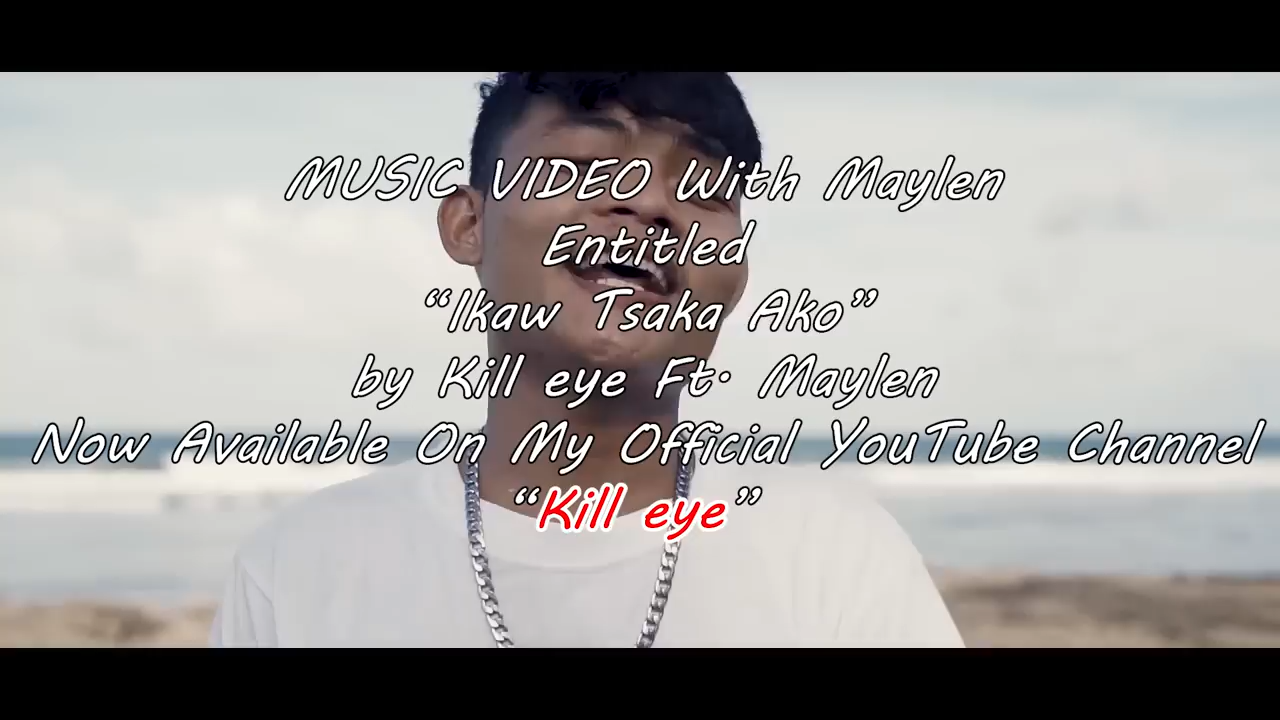 MUSIC VIDEO With Maylen
Entitled
“Ikaw Tsaka Ako”
by Kill eye Ft. Maylen
Now Available On My Official YouTube Channel
“Kill eye”